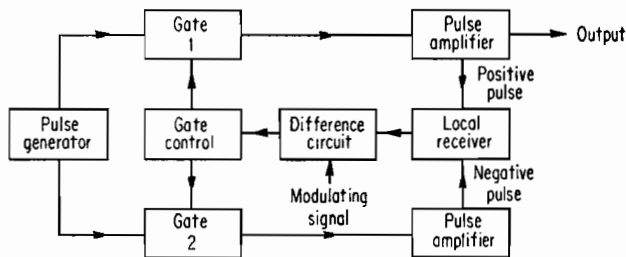 Gate
1
Pulse
amplifier
Output
Positive
pulse
Pulse
generator
Gate
control
Difference
circuit
Local
receiver
Modulating
signal
Negative
pulse
Gate
2
Pulse
amplifier